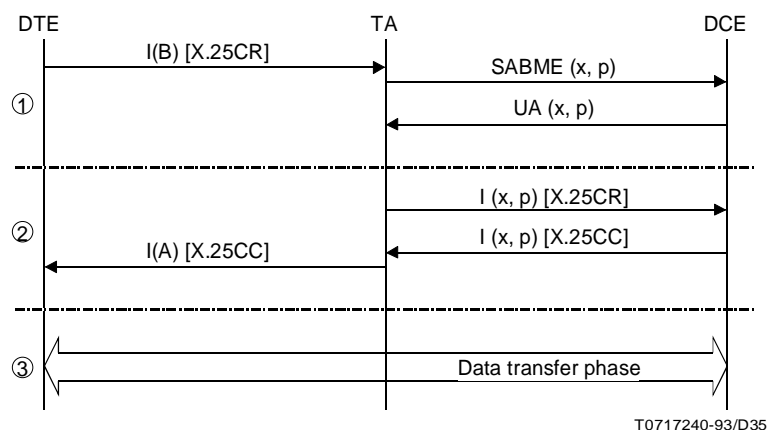 DTE TA DCE
I(B) [X.25CR]
SABME (x, p)
①
UA (x, p)
I (x, p) [X.25CR]
②
I (x, p) [X.25CC]
I(A) [X.25CC]
③
Data transfer phase
T0717240-93/D35